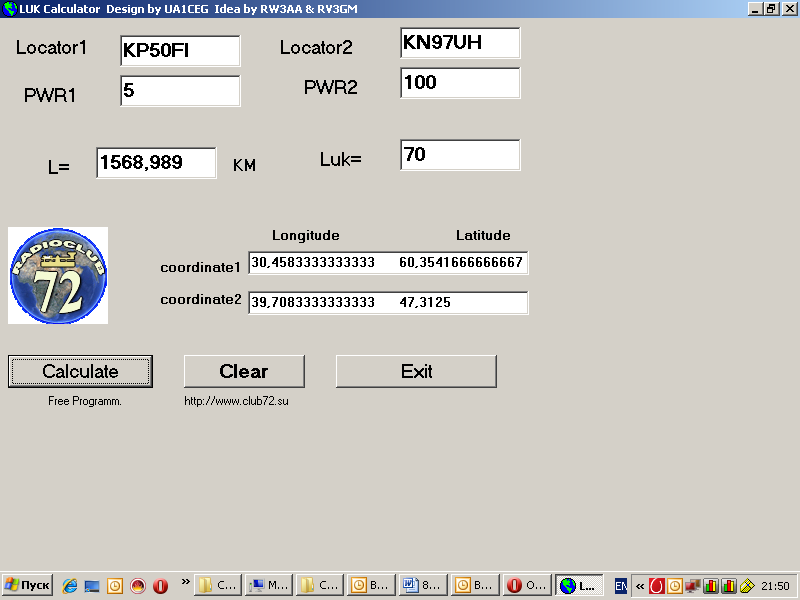 LUK Calculator Design by UA1CEG Idea by RW3AA & RV3GM
Locator1 KP50FI Locator2 KN97UH
PWR1 5 PWR2 100
L= 1568,989 KM Luk= 70
Longitude Latitude
coordinate1 30,4583333333333 60,3541666666667
coordinate2 39,7083333333333 47,3125
RADIOCLUB
72
Calculate Clear Exit
Free Programm. http://www.club72.su
Пуск » C... M... C... B... 8... B... O... L... EN « 21:50